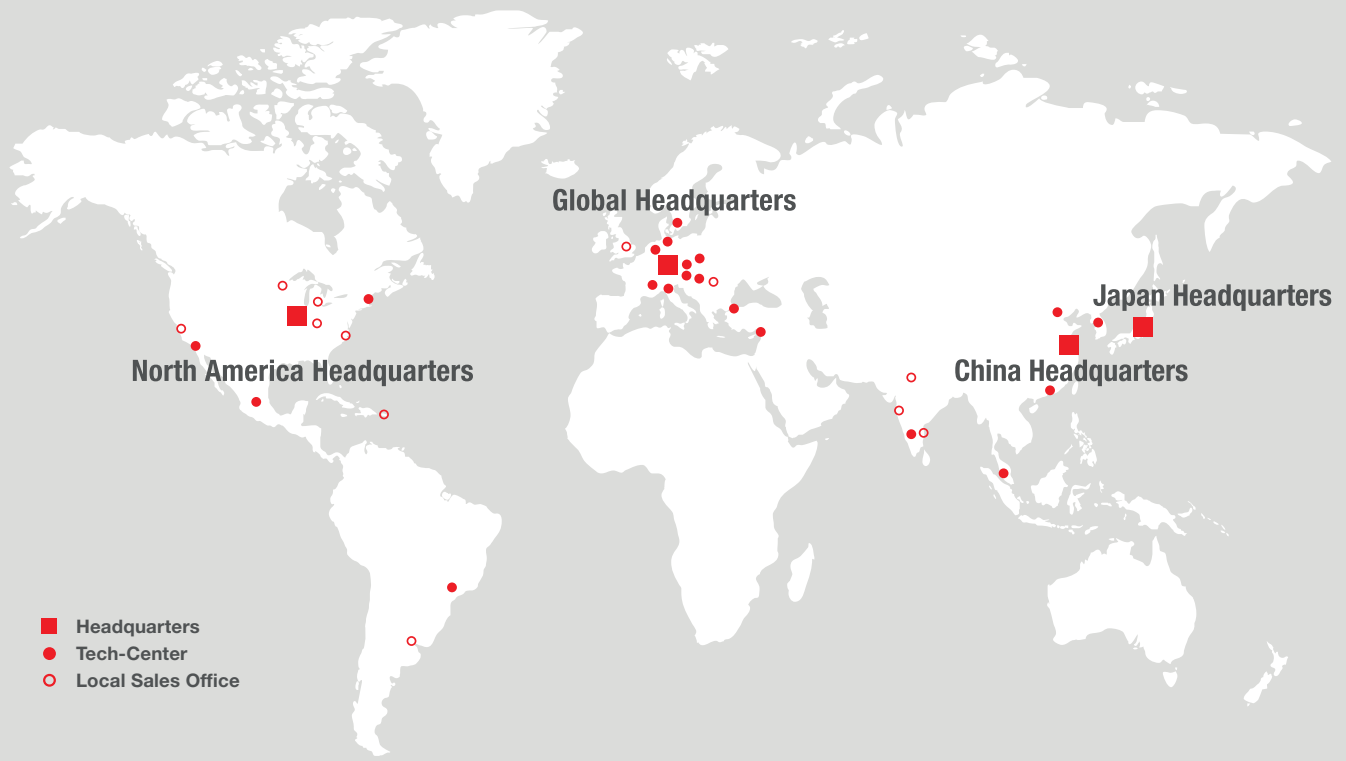 Global Headquarters
Japan Headquarters
North America Headquarters
China Headquarters
Headquarters
Tech-Center
Local Sales Office